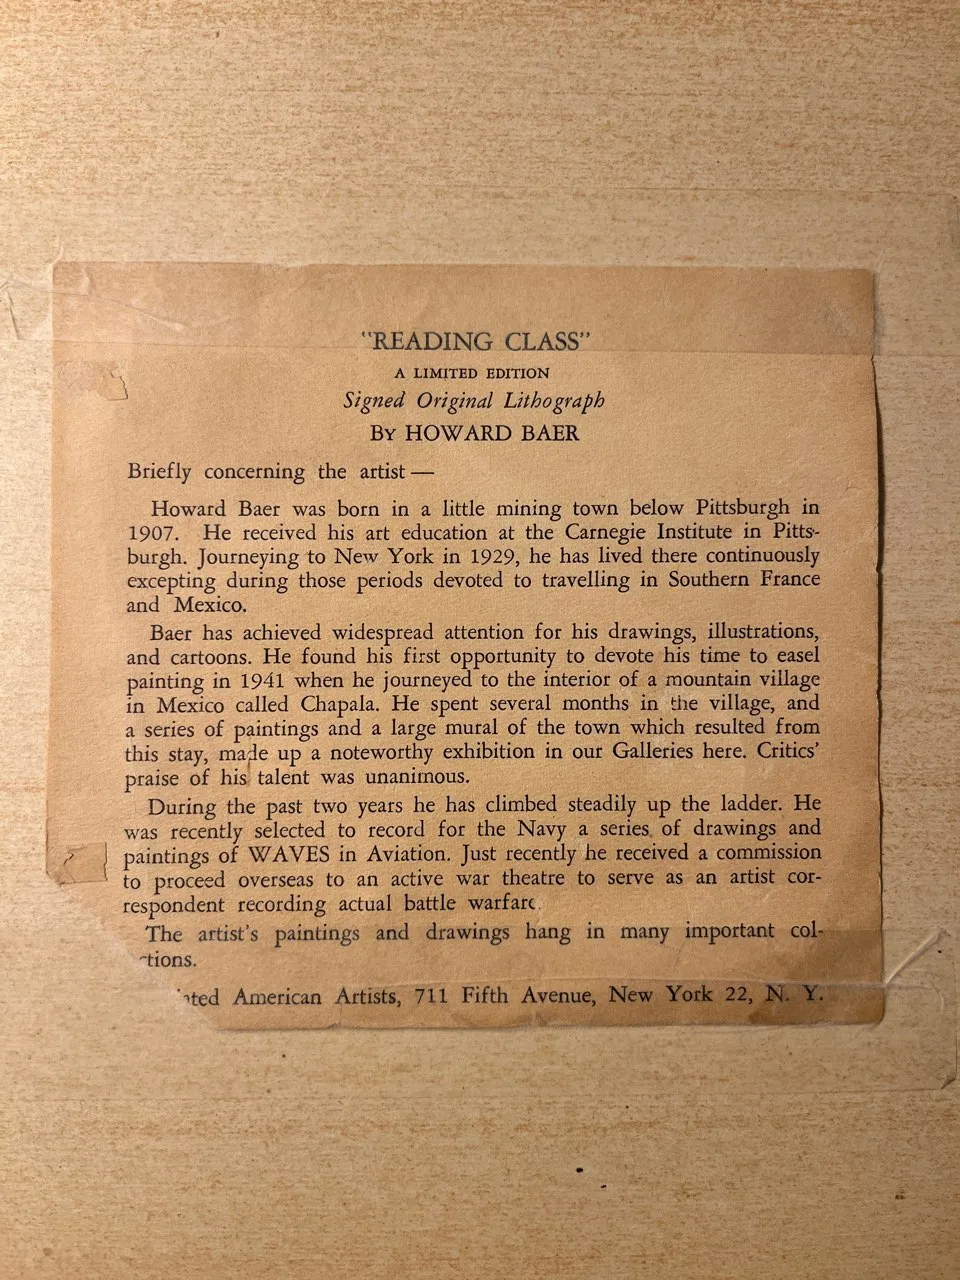 "READING CLASS"
A LIMITED EDITION
Signed Original Lithograph
By HOWARD BAER
Briefly concerning the artist —
Howard Baer was born in a little mining town below Pittsburgh in
1907. He received his art education at the Carnegie Institute in Pitts-
burgh. Journeying to New York in 1929, he has lived there continuously
excepting during those periods devoted to travelling in Southern France
and Mexico.
Baer has achieved widespread attention for his drawings, illustrations,
and cartoons. He found his first opportunity to devote his time to easel
painting in 1941 when he journeyed to the interior of a mountain village
in Mexico called Chapala. He spent several months in the village, and
a series of paintings and a large mural of the town which resulted from
this stay, made up a noteworthy exhibition in our Galleries here. Critics'
praise of his talent was unanimous.
During the past two years he has climbed steadily up the ladder. He
was recently selected to record for the Navy a series of drawings and
paintings of WAVES in Aviation. Just recently he received a commission
to proceed overseas to an active war theatre to serve as an artist cor-
respondent recording actual battle warfare.
The artist's paintings and drawings hang in many important col-
tions.
ated American Artists, 711 Fifth Avenue, New York 22, N. Y.